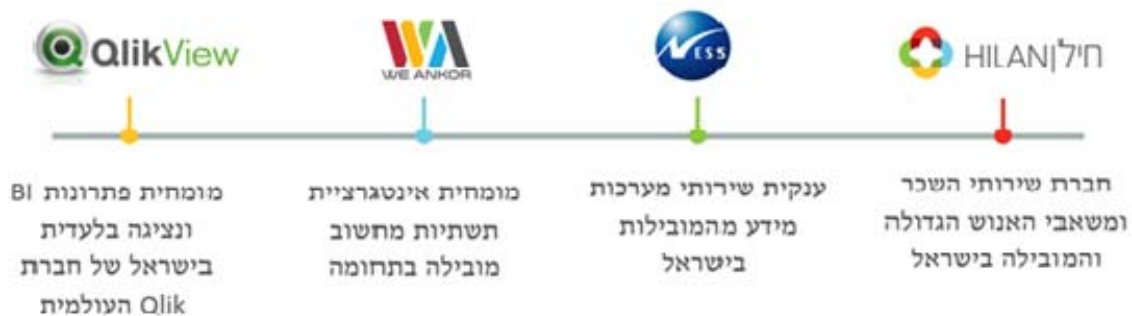 חילן|HILAN
חברת שירותי השכר
ומשאבי האנוש הגדולה
והמובילה בישראל
NESS
ענקית שירותי מערכות
מידע מהמובילות
בישראל
WE ANKOR
מומחית אינטגרציית
תשתיות מחשוב
מובילה בתחומה
QlikView
מומחית פתרונות BI
ונציגה בלעדית
בישראל של חברת
Qlik העולמית